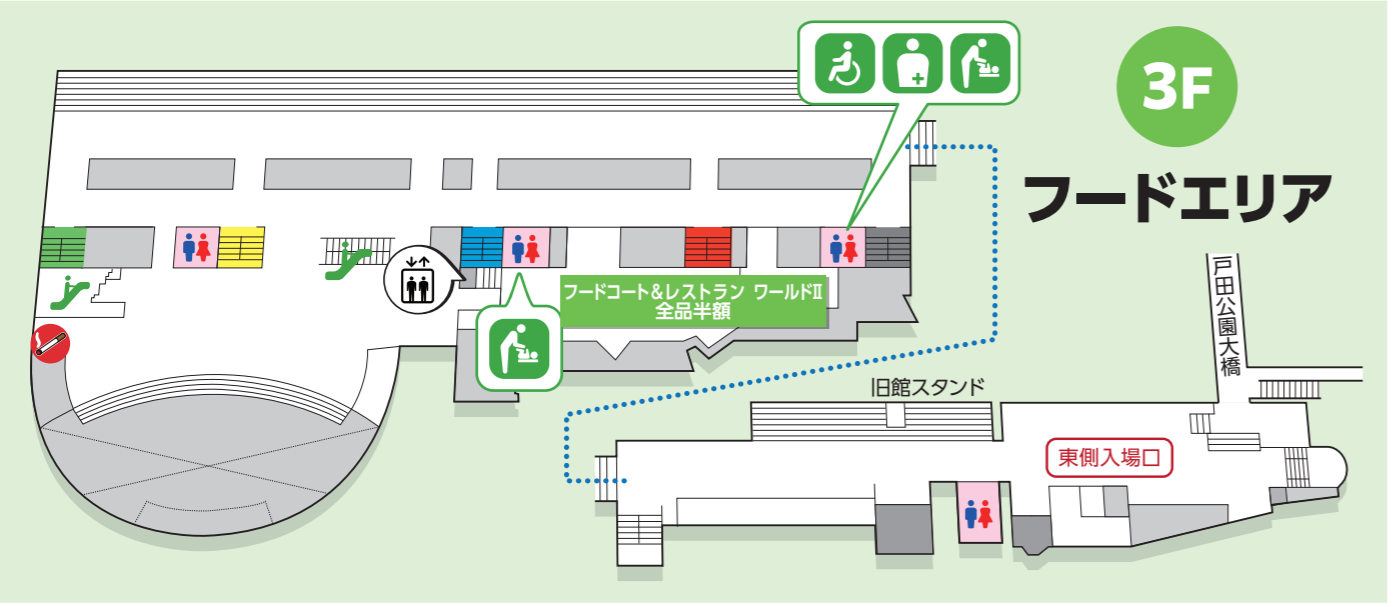 3F
フードエリア
フードコート&レストラン ワールドⅡ
全品半額
戸田公園大橋
旧館スタンド
東側入場口